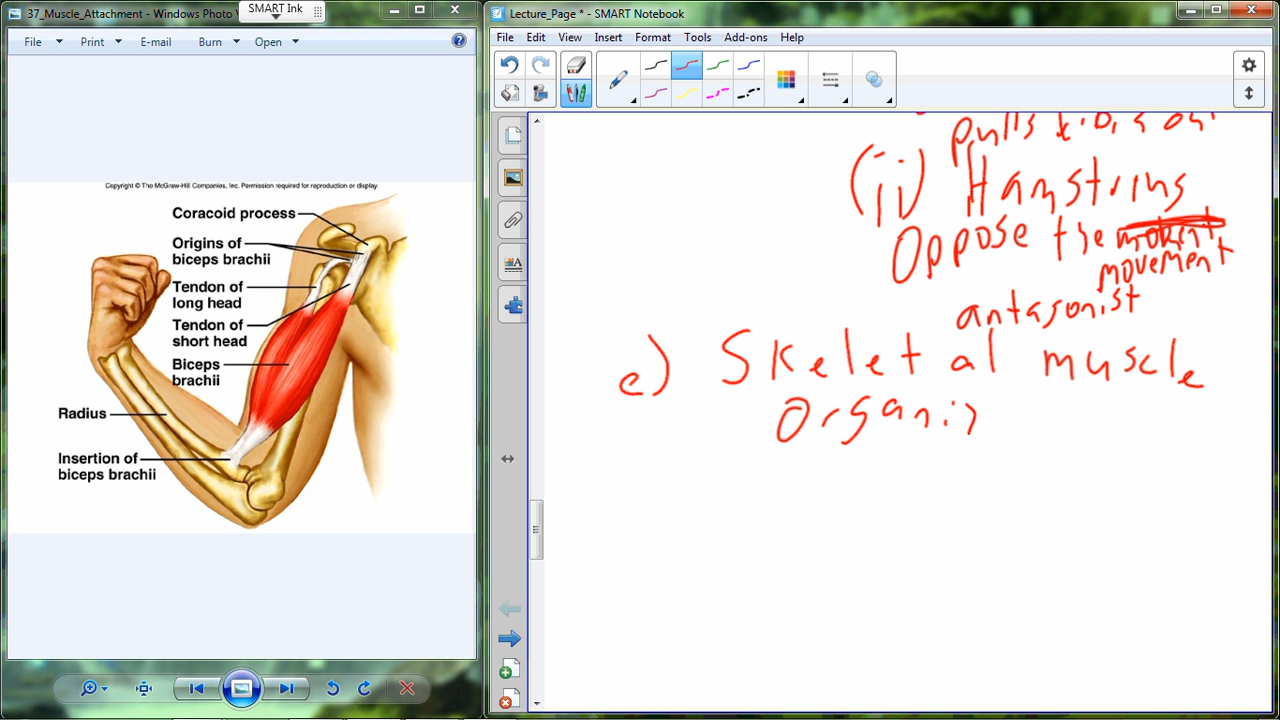 37_Muscle_Attachment - Windows Photo
SMART Ink
File Print E-mail Burn Open
Copyright © The McGraw-Hill Companies, Inc. Permission required for reproduction or display.
Coracoid process
Origins of
biceps brachii
Tendon of
long head
Tendon of
short head
Biceps
brachii
Radius
Insertion of
biceps brachii
Lecture_Page * - SMART Notebook
File Edit View Insert Format Tools Add-ons Help
pulls
(ii) Hamstrings
Oppose the
movement
antagonist
e) Skeletal muscle
Organiz